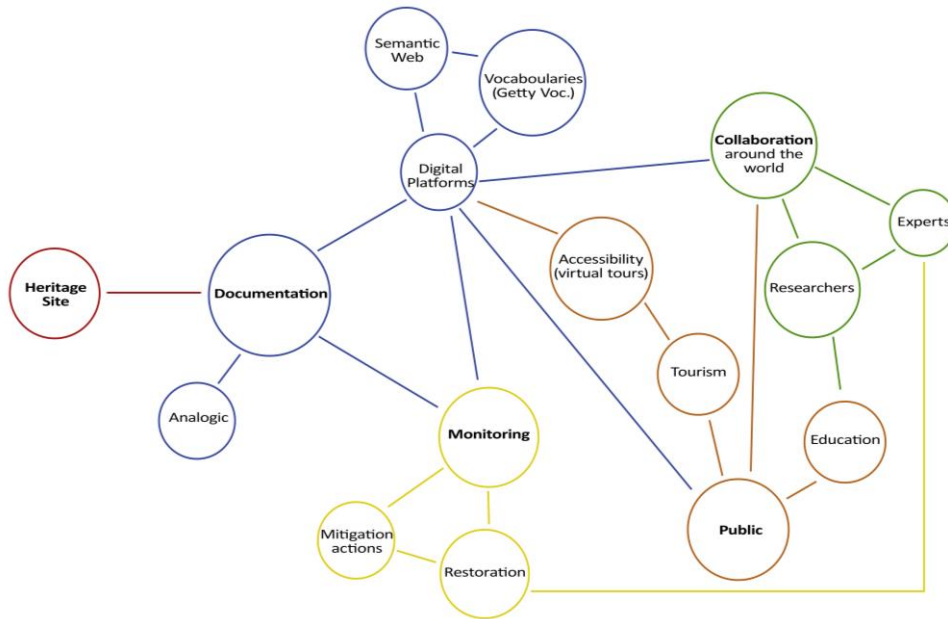 Semantic
Web
Vocaboularies
(Getty Voc.)
Digital
Platforms
Collaboration
around the
world
Experts
Accessibility
(virtual tours)
Researchers
Heritage
Site
Documentation
Tourism
Analogic
Monitoring
Education
Mitigation
actions
Restoration
Public